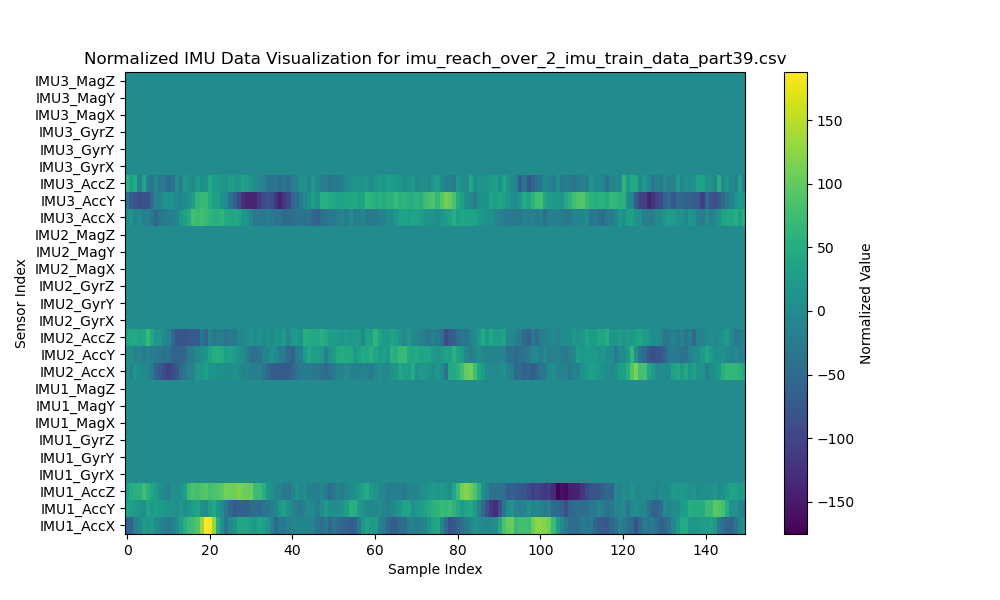 Normalized IMU Data Visualization for imu_reach_over_2_imu_train_data_part39.csv
IMU3_MagZ
IMU3_MagY
IMU3_MagX
IMU3_GyrZ
IMU3_GyrY
IMU3_GyrX
IMU3_AccZ
IMU3_AccY
IMU3_AccX
IMU2_MagZ
IMU2_MagY
IMU2_MagX
IMU2_GyrZ
IMU2_GyrY
IMU2_GyrX
IMU2_AccZ
IMU2_AccY
IMU2_AccX
IMU1_MagZ
IMU1_MagY
IMU1_MagX
IMU1_GyrZ
IMU1_GyrY
IMU1_GyrX
IMU1_AccZ
IMU1_AccY
IMU1_AccX
Sensor Index
0 20 40 60 80 100 120 140
Sample Index
150
100
50
0
−50
−100
−150
Normalized Value